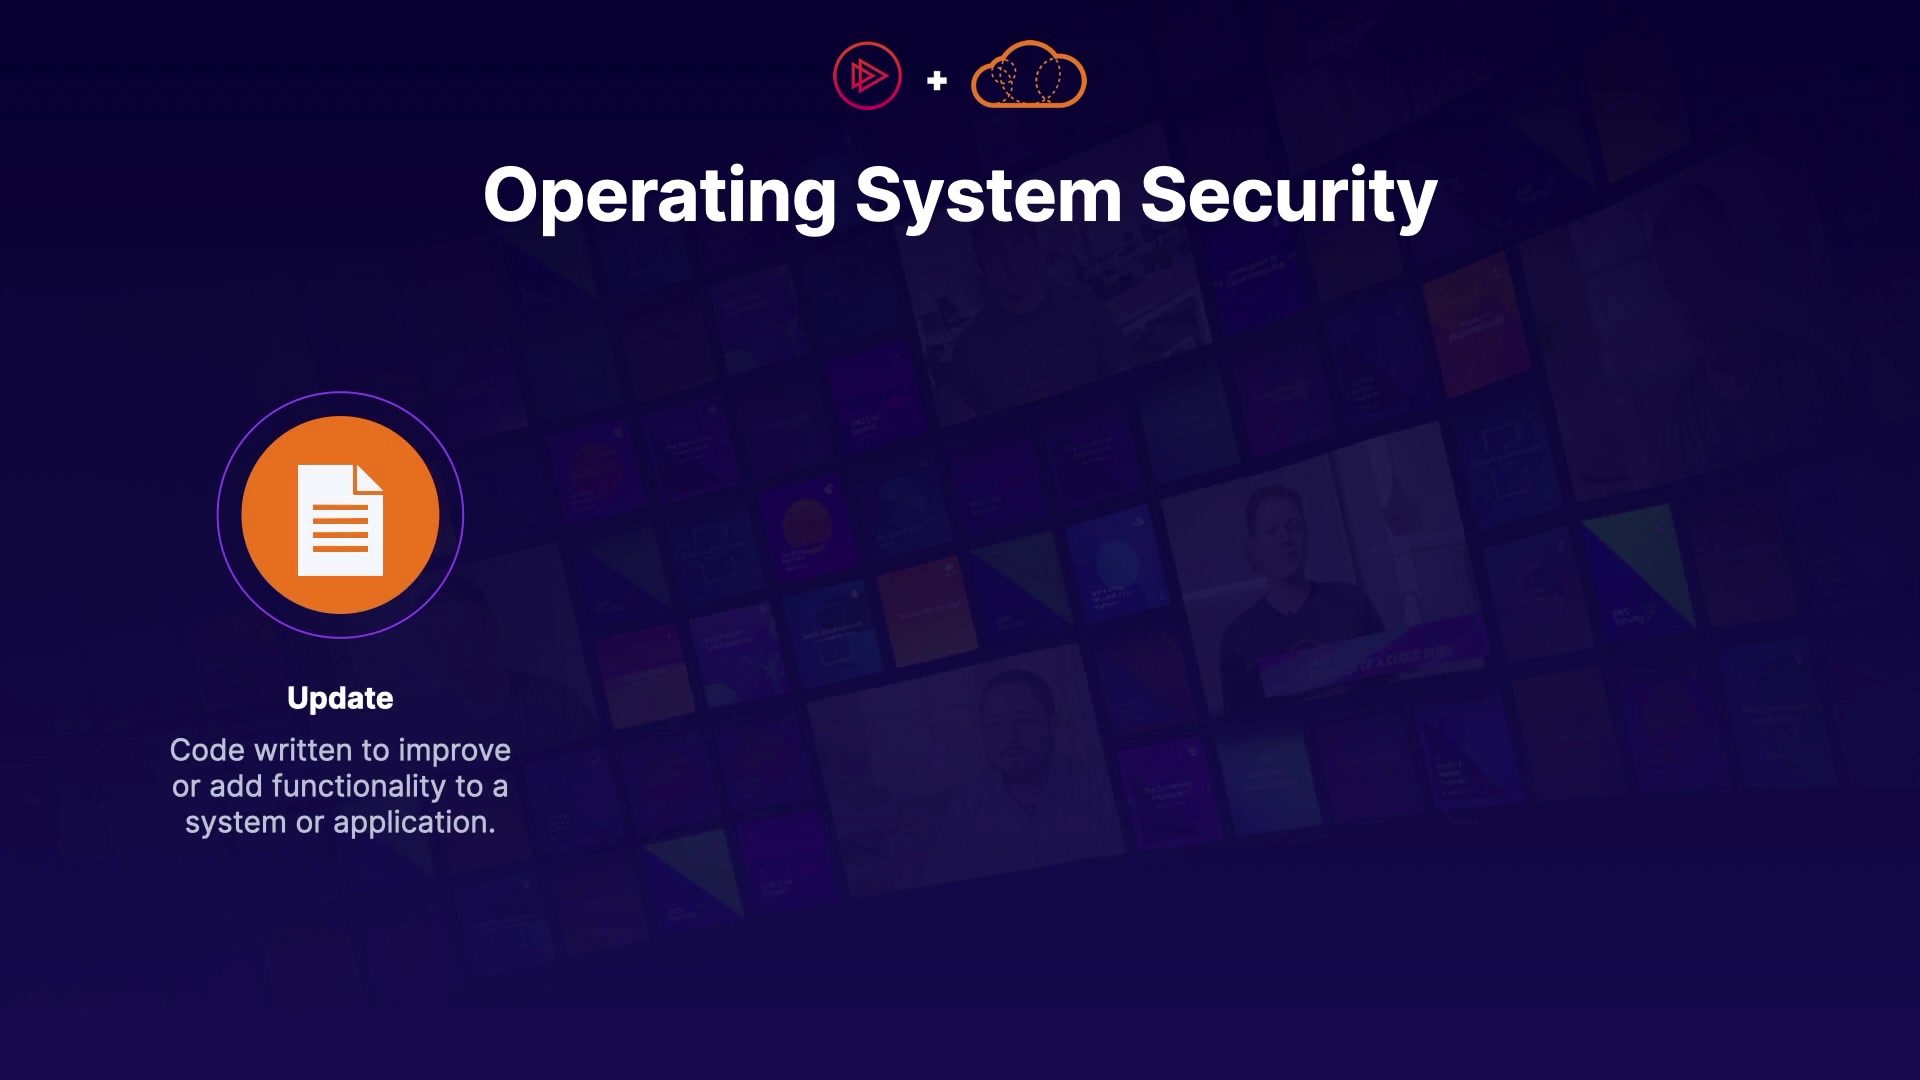 Operating System Security
Update
Code written to improve
or add functionality to a
system or application.